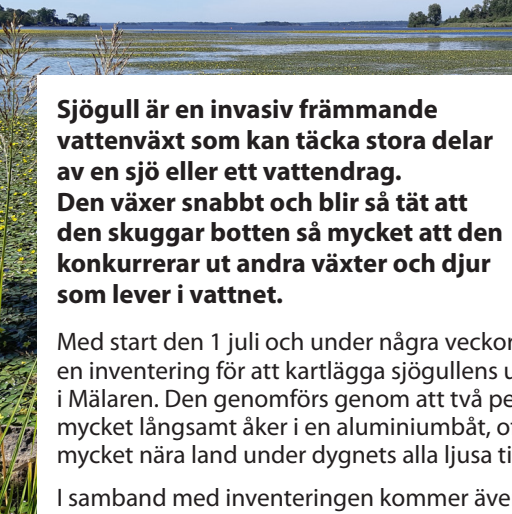 Sjögull är en invasiv främmande
vattenväxt som kan täcka stora delar
av en sjö eller ett vattendrag.
Den växer snabbt och blir så tät att
den skuggar botten så mycket att den
konkurrerar ut andra växter och djur
som lever i vattnet.
Med start den 1 juli och under några veckor
en inventering för att kartlägga sjögullens
i Mälaren. Den genomförs genom att två
mycket långsamt åker i en aluminiumbåt,
mycket nära land under dygnets alla ljusa
I samband med inventeringen kommer